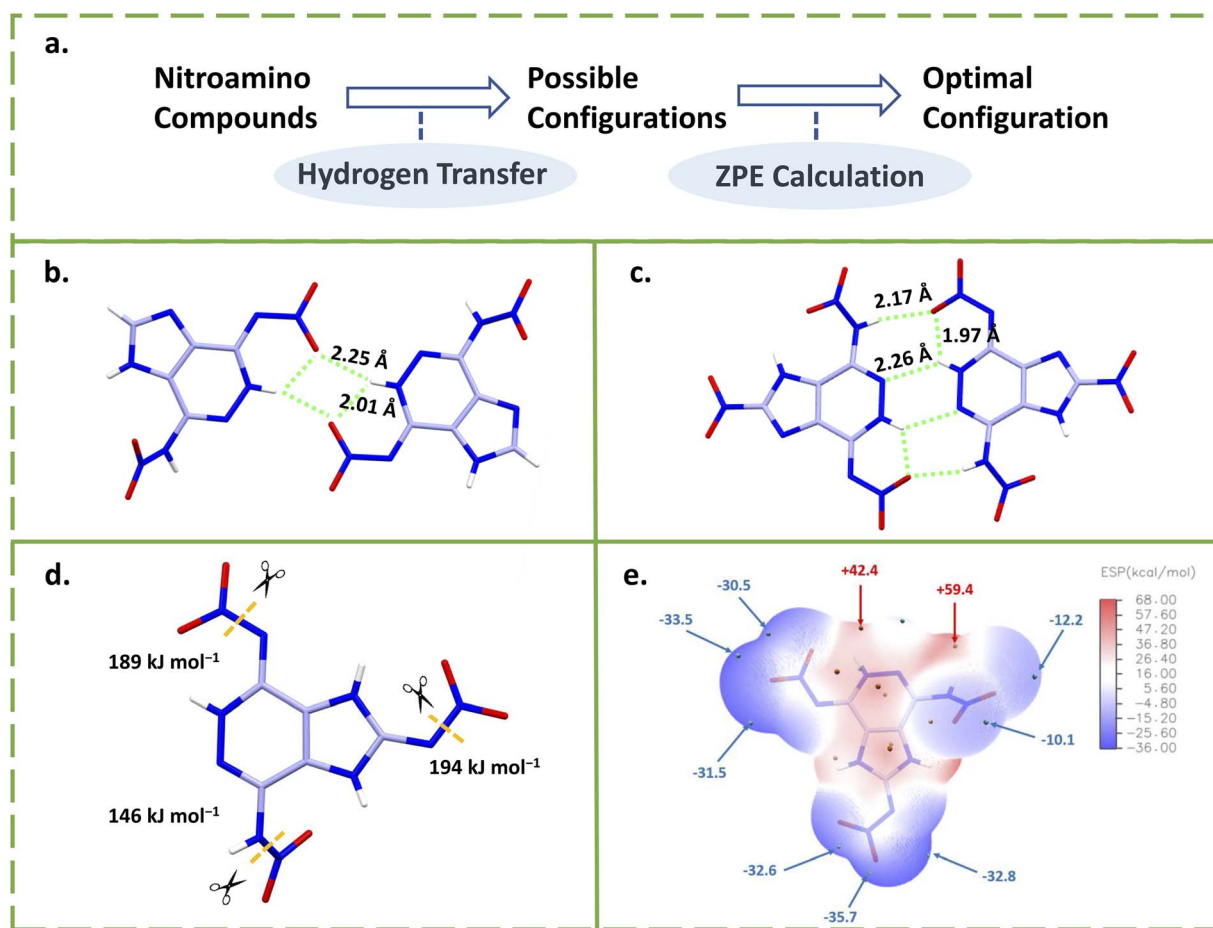 a.
Nitroamino
Compounds
Possible
Configurations
Optimal
Configuration
Hydrogen Transfer
ZPE Calculation
b.
2.25 Å
2.01 Å
c.
2.17 Å
1.97 Å
2.26 Å
d.
189 kJ mol⁻¹
194 kJ mol⁻¹
146 kJ mol⁻¹
e.
+42.4
+59.4
-30.5
-33.5
-12.2
-31.5
-10.1
-32.6
-32.8
-35.7
ESP(kcal/mol)
68.00
57.60
47.20
36.80
26.40
16.00
5.60
-4.80
-15.20
-25.60
-36.00